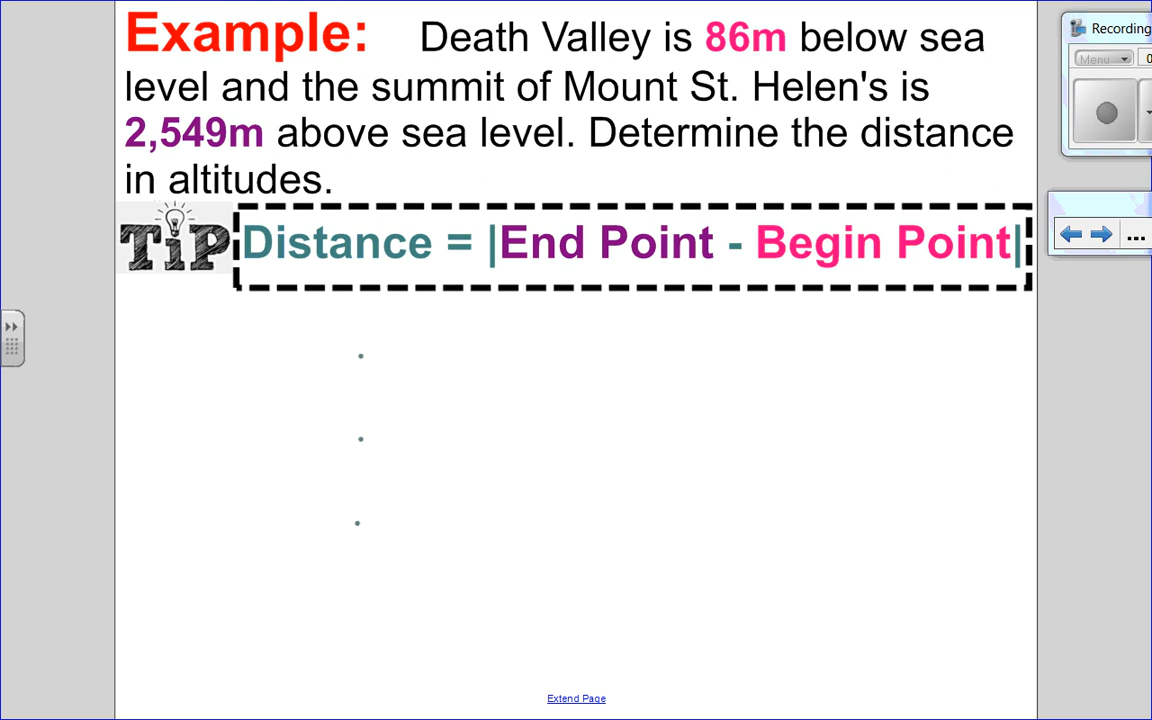 Example: Death Valley is 86m below sea
level and the summit of Mount St. Helen's is
2,549m above sea level. Determine the distance
in altitudes.
TiP
Distance = |End Point - Begin Point|
Extend Page
Recording
Menu
0
...